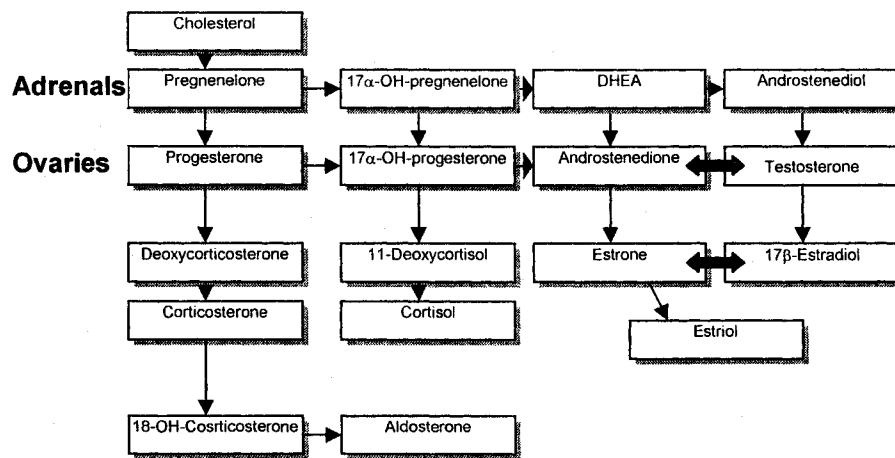 Cholesterol
Adrenals Pregnenelone 17α-OH-pregnenelone DHEA Androstenediol
Ovaries Progesterone 17α-OH-progesterone Androstenedione Testosterone
Deoxycorticosterone 11-Deoxycortisol Estrone 17β-Estradiol
Corticosterone Cortisol
Estriol
18-OH-Cosrticosterone Aldosterone